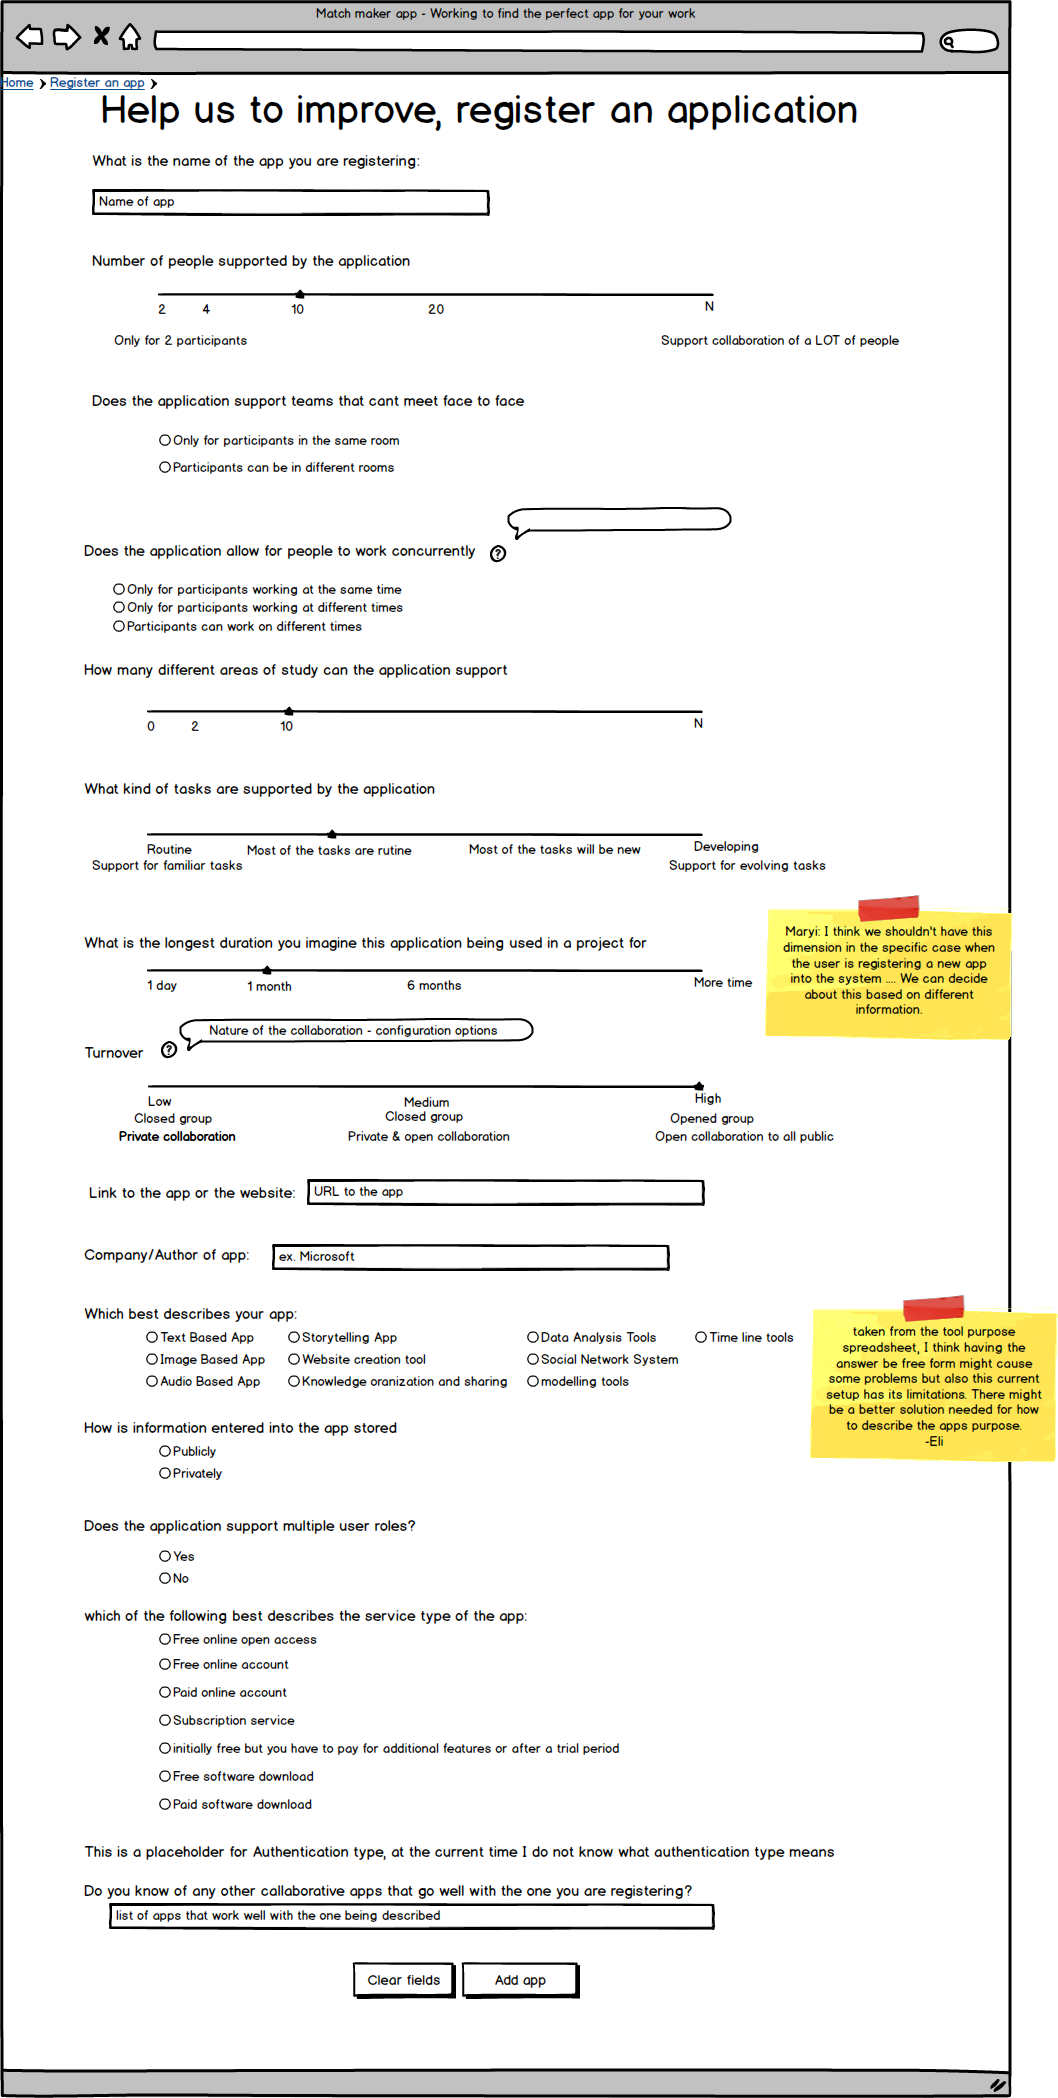 Match maker app - Working to find the perfect app for your work
Home
Register an app
Help us to improve, register an application
What is the name of the app you are registering:
Name of app
Number of people supported by the application
2 4 10 20 N
Only for 2 participants
Support collaboration of a LOT of people
Does the application support teams that cant meet face to face
Only for participants in the same room
Participants can be in different rooms
Does the application allow for people to work concurrently ?
Only for participants working at the same time
Only for participants working at different times
Participants can work on different times
How many different areas of study can the application support
0 2 10 N
What kind of tasks are supported by the application
Routine Most of the tasks are rutine Most of the tasks will be new Developing
Support for familiar tasks Support for evolving tasks
Maryi: I think we shouldn't have this
dimension in the specific case when
the user is registering a new app
into the system .... We can decide
about this based on different
information.
What is the longest duration you imagine this application being used in a project for
1 day 1 month 6 months More time
Nature of the collaboration - configuration options
Turnover ?
Low Medium High
Closed group Closed group Opened group
Private collaboration Private & open collaboration Open collaboration to all public
Link to the app or the website: URL to the app
Company/Author of app: ex. Microsoft
Which best describes your app:
Text Based App Storytelling App Data Analysis Tools Time line tools
Image Based App Website creation tool Social Network System
Audio Based App Knowledge oranization and sharing modelling tools
taken from the tool purpose
spreadsheet, I think having the
answer be free form might cause
some problems but also this current
setup has its limitations. There might
be a better solution needed for how
to describe the apps purpose.
-Eli
How is information entered into the app stored
Publicly
Privately
Does the application support multiple user roles?
Yes
No
which of the following best describes the service type of the app:
Free online open access
Free online account
Paid online account
Subscription service
initially free but you have to pay for additional features or after a trial period
Free software download
Paid software download
This is a placeholder for Authentication type, at the current time I do not know what authentication type means
Do you know of any other callaborative apps that go well with the one you are registering?
list of apps that work well with the one being described
Clear fields Add app